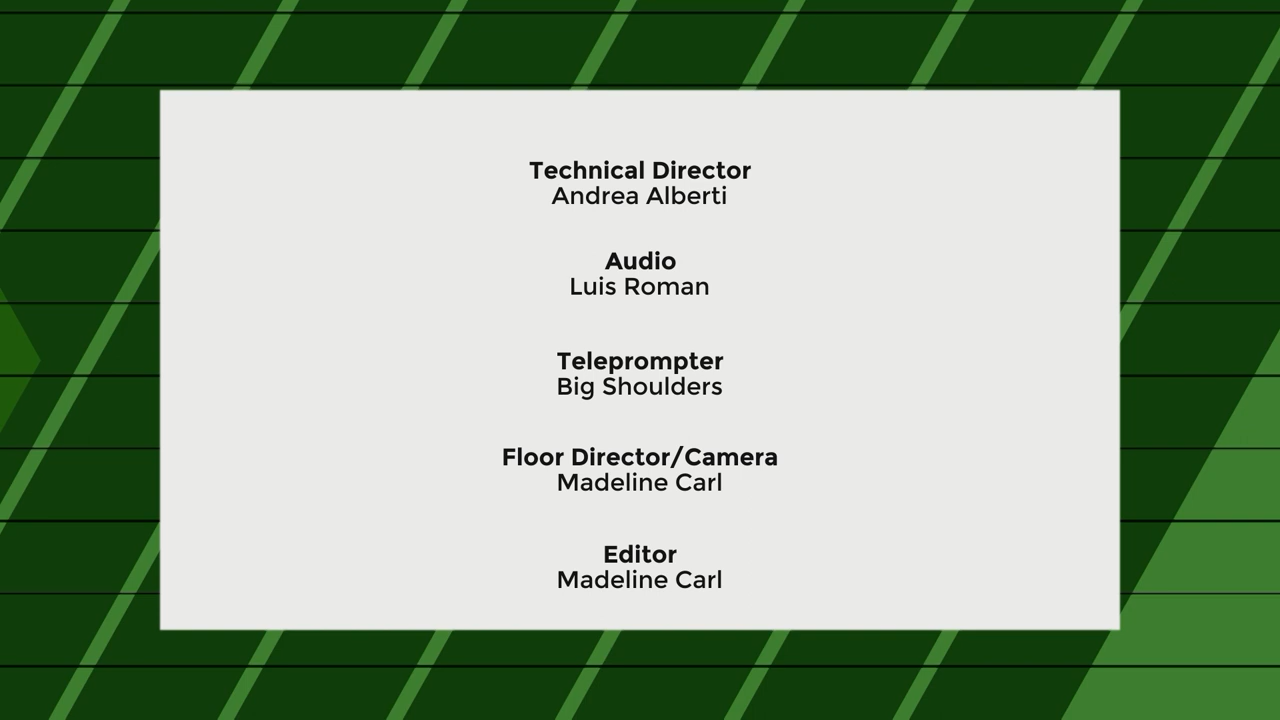 Technical Director
Andrea Alberti
Audio
Luis Roman
Teleprompter
Big Shoulders
Floor Director/Camera
Madeline Carl
Editor
Madeline Carl